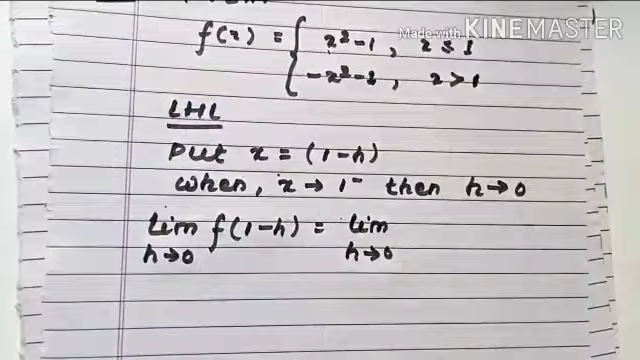 Made with KINEMASTER
f(x) = { x² - 1 , x ≤ 1
-x² - 1 , x > 1
LHL
Put x = (1-h)
when, x → 1⁻ then h → 0
lim f(1-h) = lim
h→0 h→0